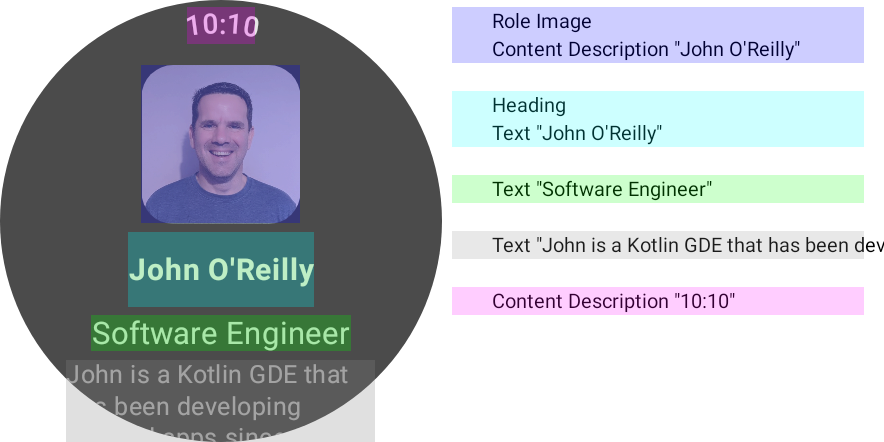 10:10
John O'Reilly
Software Engineer
John is a Kotlin GDE that
been developing
apps since
Role Image
Content Description "John O'Reilly"
Heading
Text "John O'Reilly"
Text "Software Engineer"
Text "John is a Kotlin GDE that has been dev
Content Description "10:10"